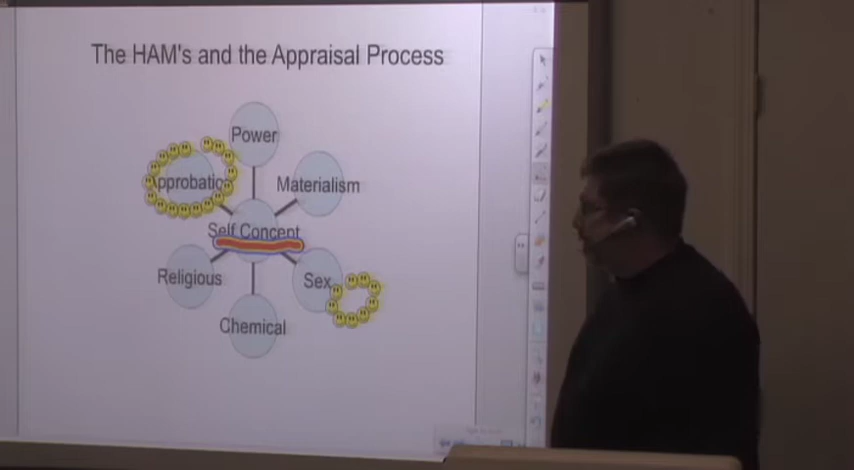 The HAM's and the Appraisal Process
Power
Approbatio
Materialism
Self Concept
Religious
Sex
Chemical